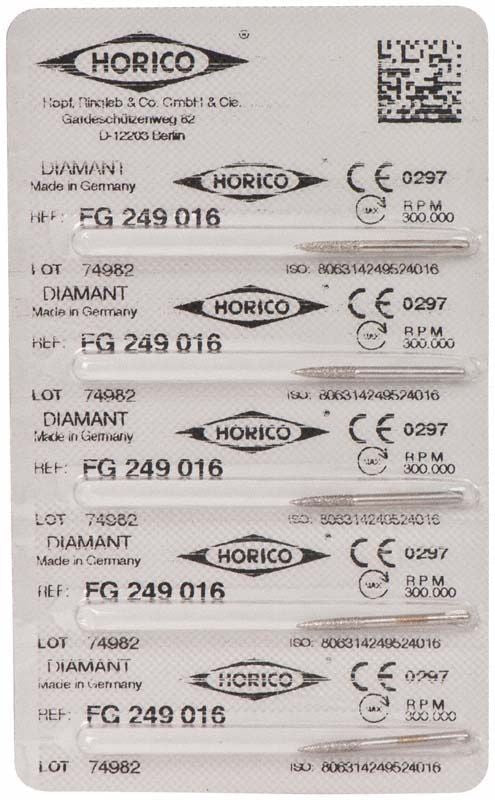 HORICO ®
Hopf, Ringleb & Co. GmbH & Cie.
Gardeschützenweg 82
D-12203 Berlin
DIAMANT
Made in Germany
HORICO ® CE 0297
MAX. RPM 300.000
REF: FG 249 016
LOT 74982 ISO: 806314249524016
DIAMANT
Made in Germany
HORICO ® CE 0297
MAX. RPM 300.000
REF: FG 249 016
LOT 74982 ISO: 806314249524016
DIAMANT
Made in Germany
HORICO ® CE 0297
MAX. RPM 300.000
REF: FG 249 016
LOT 74982 ISO: 806314249524016
DIAMANT
Made in Germany
HORICO ® CE 0297
MAX. RPM 300.000
REF: FG 249 016
LOT 74982 ISO: 806314249524016
DIAMANT
Made in Germany
HORICO ® CE 0297
MAX. RPM 300.000
REF: FG 249 016
LOT 74982 ISO: 806314249524016